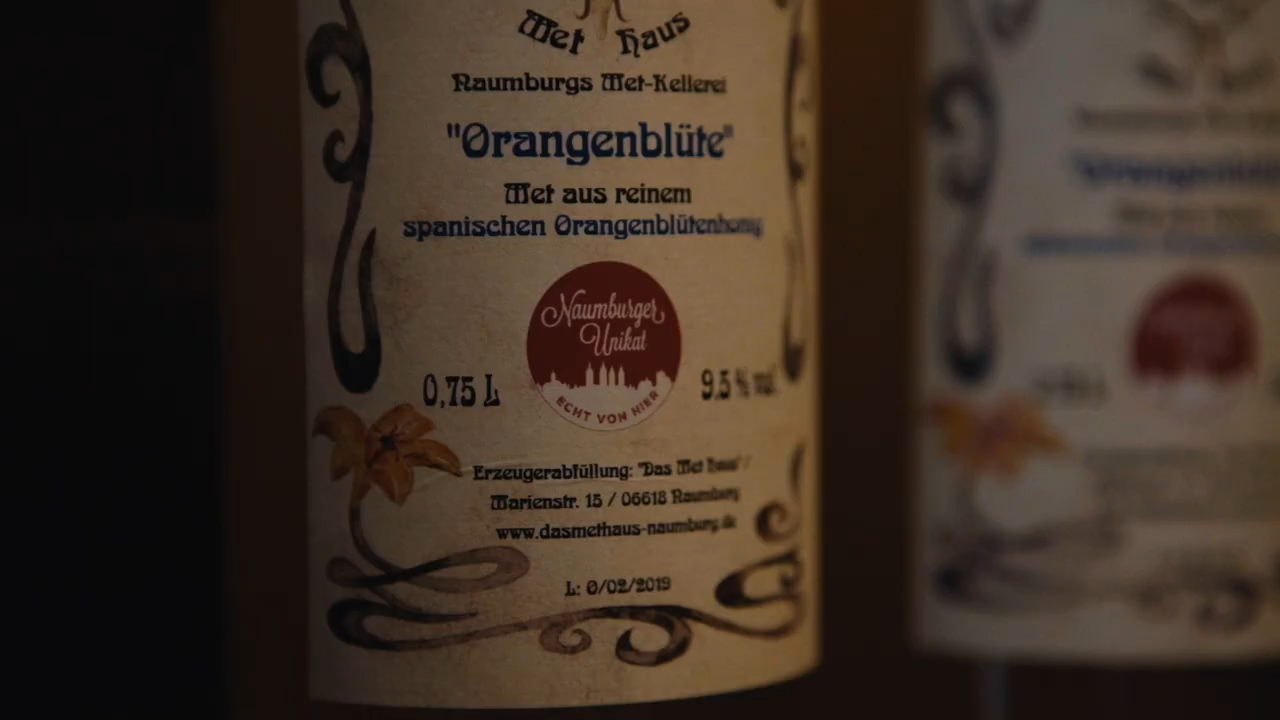 Met Haus
Naumburgs Met-Kellerei
"Orangenblüte"
Met aus reinem
spanischen Orangenblütenhonig
Naumburger
Unikat
ECHT VON HIER
0,75 L
9,5 % vol.
Erzeugerabfüllung: "Das Met Haus" /
Marienstr. 15 / 06618 Naumburg
www.dasmethaus-naumburg.de
L: O/02/2019
"Orangenblüte"